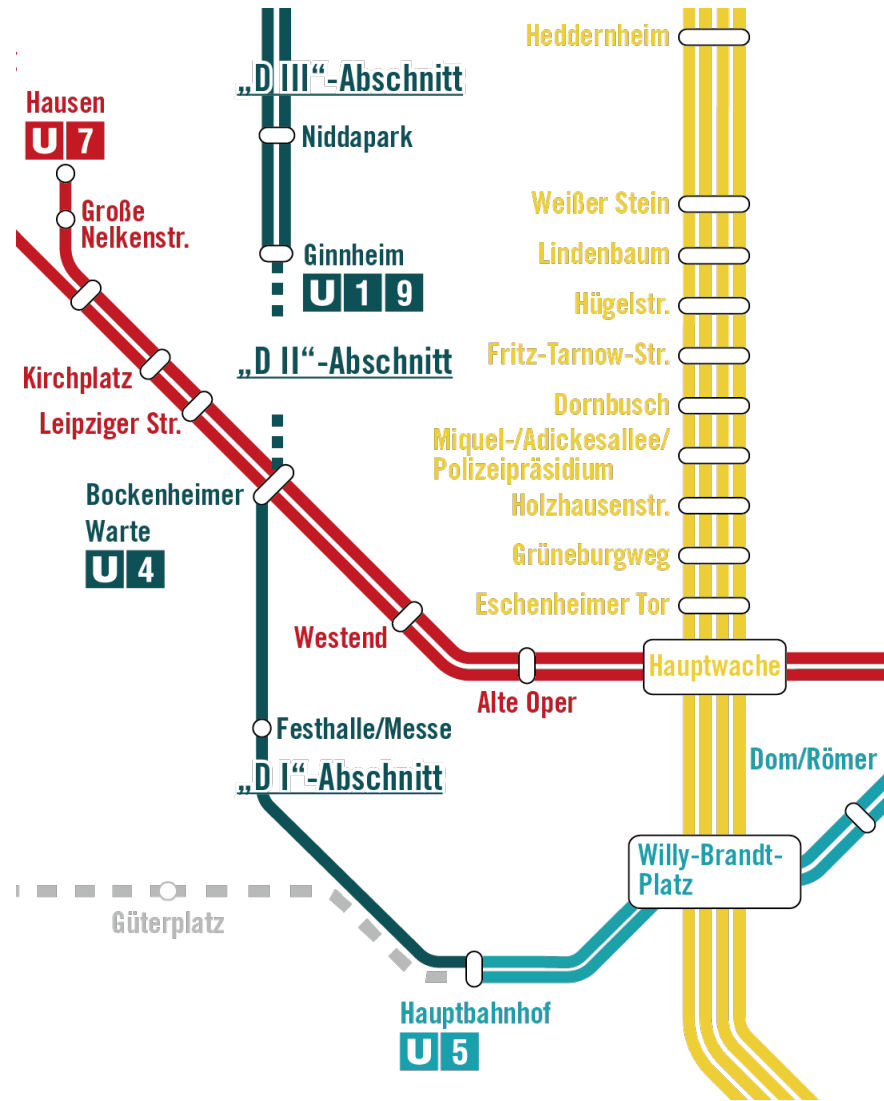 Heddernheim
„D III“-Abschnitt
Hausen
U 7
Niddapark
Große
Nelkenstr.
Weißer Stein
Ginnheim
U 1 9
Lindenbaum
Hügelstr.
„D II“-Abschnitt
Fritz-Tarnow-Str.
Kirchplatz
Leipziger Str.
Dornbusch
Miquel-/Adickesallee/
Polizeipräsidium
Bockenheimer
Warte
U 4
Holzhausenstr.
Grüneburgweg
Eschenheimer Tor
Westend
Hauptwache
Alte Oper
Festhalle/Messe
„D I“-Abschnitt
Dom/Römer
Willy-Brandt-
Platz
Güterplatz
Hauptbahnhof
U 5